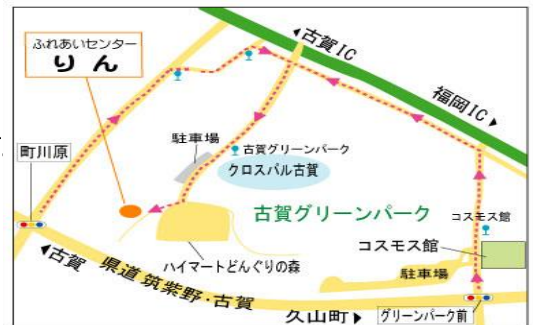 ふれあいセンター
りん
◀古賀IC
福岡IC▶
駐車場
古賀グリーンパーク
クロスパル古賀
町川原
古賀グリーンパーク
コスモス館
コスモス館
ハイマートどんぐりの森
駐車場
◀古賀 県道 筑紫野・古賀
久山町▶
グリーンパーク前